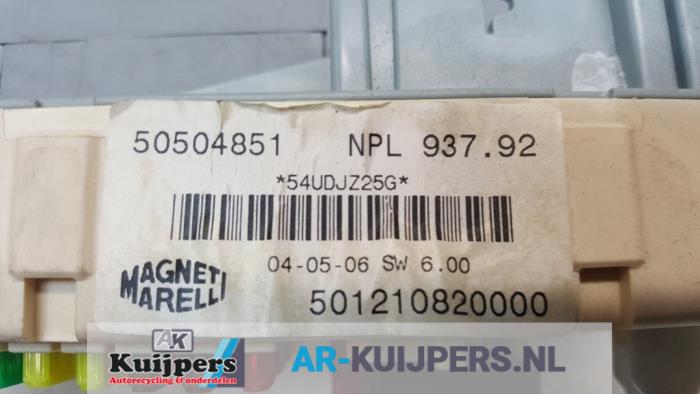 50504851 NPL 937.92
*54UDJZ25G*
04-05-06 SW 6.00
MAGNETI
MARELLI
501210820000
AK
Kuijpers
Autorecycling & onderdelen
AR-KUIJPERS.NL